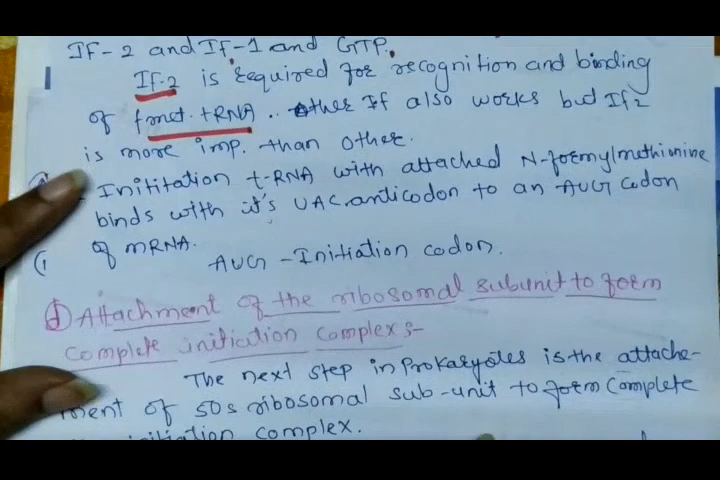 IF-2 and If-1 and GTP.
If-2 is required for recognition and binding
of fmet. tRNA.. other If also works but If2
is more imp. than other.
Inititation t-RNA with attached N-formylmethionine
binds with it's UAC anticodon to an AUG codon
of mRNA.
AUG - Initiation codon.
d) Attachment of the ribosomal subunit to form
complete initiation complexs-
The next step in prokaryotes is the attache-
ment of 50s ribosomal sub-unit to form complete
initiation complex.